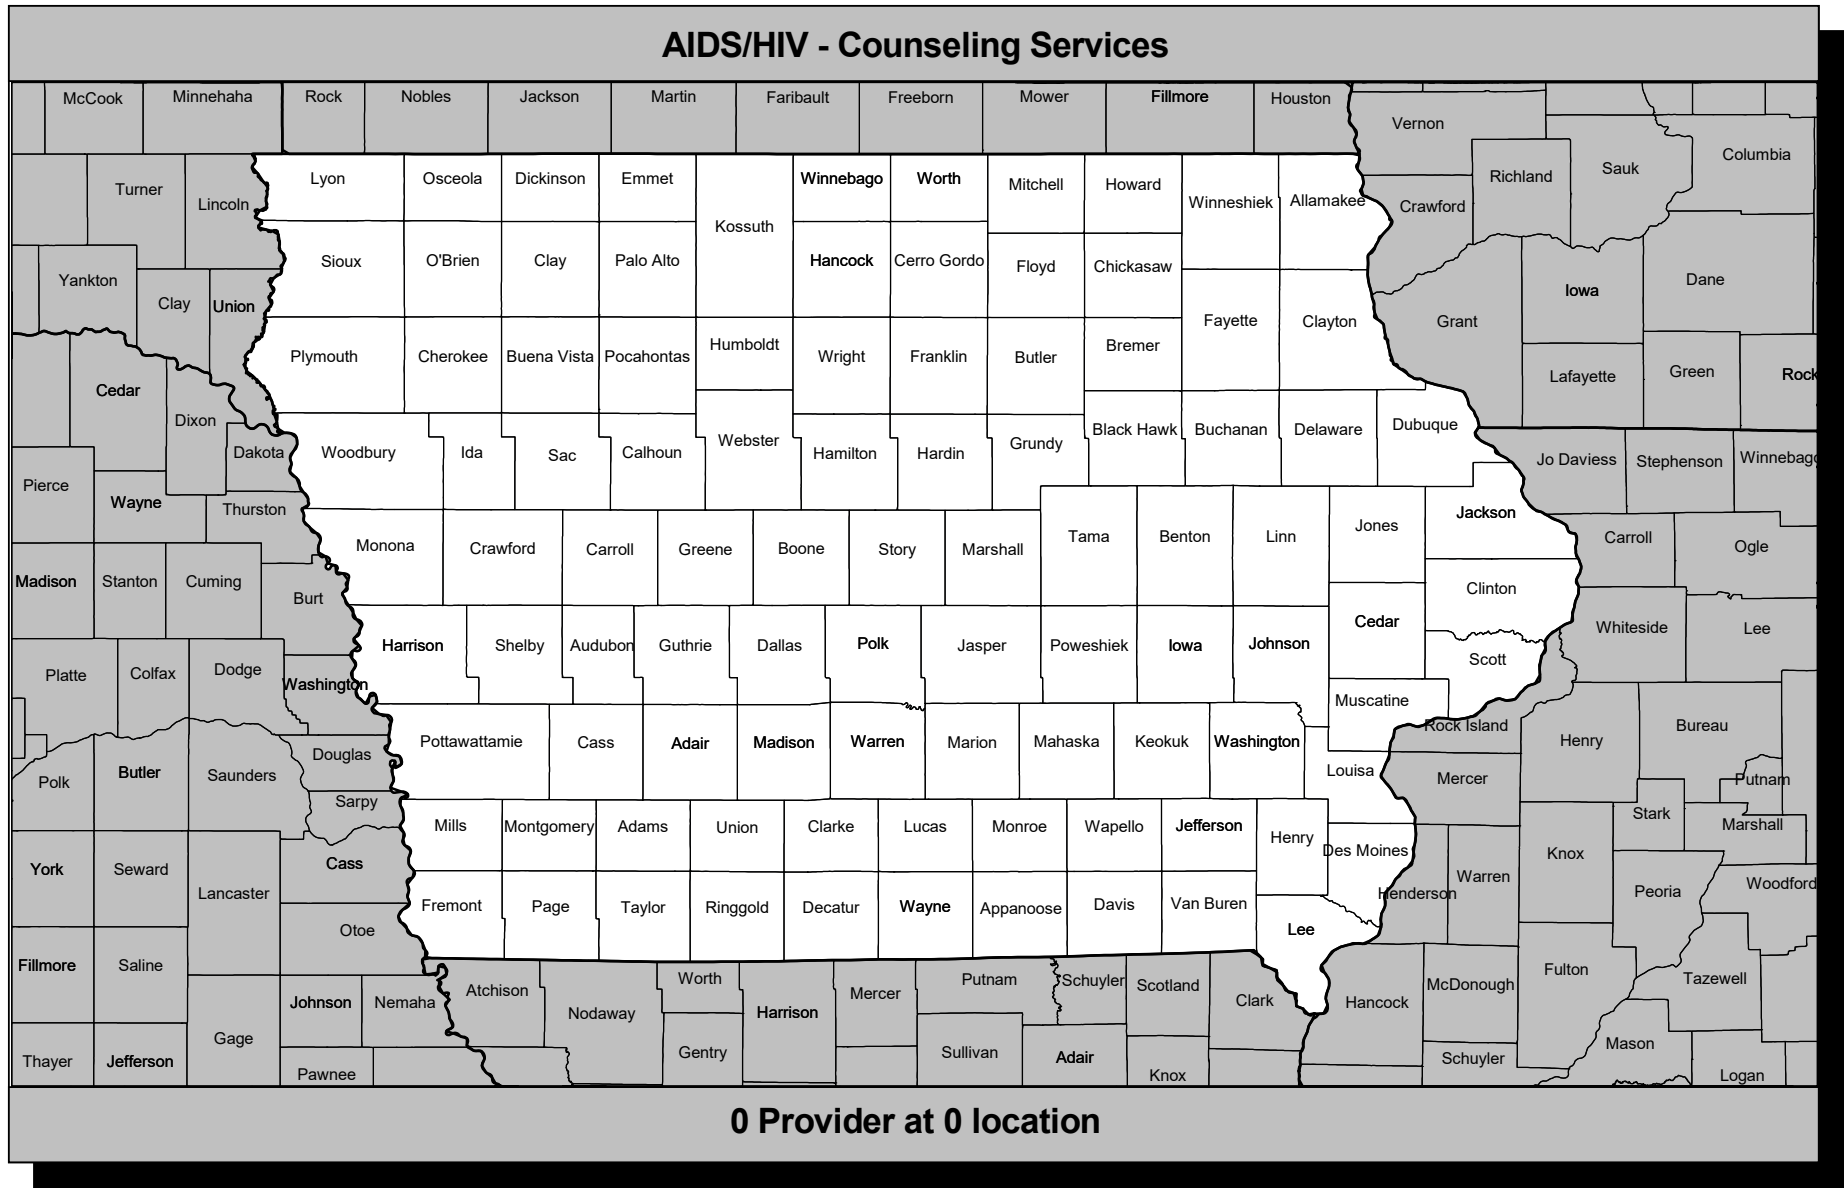 AIDS/HIV - Counseling Services
McCook Minnehaha Rock Nobles Jackson Martin Faribault Freeborn Mower Fillmore Houston
Vernon
Columbia
Sauk
Richland
Turner
Lyon Osceola Dickinson Emmet Winnebago Worth Mitchell Howard
Lincoln
Winneshiek Allamakee Crawford
Kossuth
Yankton
Sioux O'Brien Clay Palo Alto Hancock Cerro Gordo Floyd Chickasaw
Dane
Iowa
Clay Union
Fayette Clayton Grant
Plymouth Cherokee Buena Vista Pocahontas Humboldt Wright Franklin Butler Bremer
Lafayette Green Rock
Cedar
Dixon
Dakota Woodbury Ida Sac Calhoun Webster Hamilton Hardin Grundy Black Hawk Buchanan Delaware Dubuque
Jo Daviess Stephenson Winnebago
Pierce
Wayne
Thurston
Jackson
Monona Crawford Carroll Greene Boone Story Marshall Tama Benton Linn Jones
Carroll Ogle
Madison Stanton Cuming
Burt
Clinton
Cedar
Whiteside Lee
Harrison Shelby Audubon Guthrie Dallas Polk Jasper Poweshiek Iowa Johnson
Scott
Platte Colfax Dodge
Washington
Muscatine
Rock Island Bureau
Henry
Pottawattamie Cass Adair Madison Warren Marion Mahaska Keokuk Washington
Douglas
Louisa
Polk Butler Saunders
Mercer Putnam
Sarpy
Stark
Marshall
Mills Montgomery Adams Union Clarke Lucas Monroe Wapello Jefferson
Henry
Des Moines
Knox
York Seward Cass
Lancaster
Warren
Woodford
Peoria
Henderson
Fremont Page Taylor Ringgold Decatur Wayne Appanoose Davis Van Buren
Lee
Otoe
Fillmore Saline
Fulton
Tazewell
Worth Putnam Schuyler Scotland
McDonough
Atchison
Mercer
Clark Hancock
Johnson Nemaha
Nodaway Harrison
Gage
Mason
Gentry Sullivan Adair
Schuyler
Thayer Jefferson
Pawnee
Knox
Logan
0 Provider at 0 location